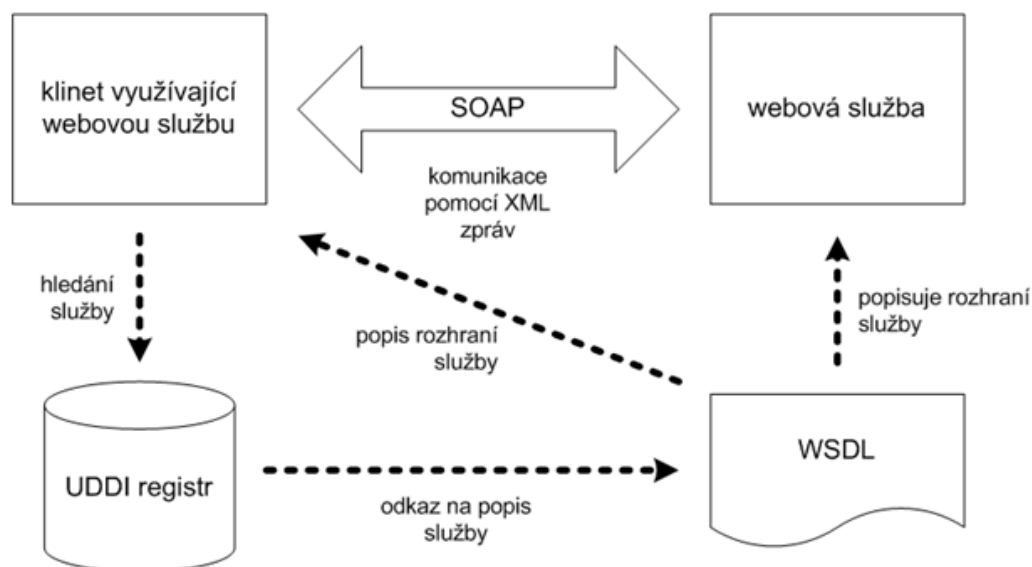 klinet využívající
webovou službu
SOAP
webová služba
komunikace
pomocí XML
zpráv
hledání
služby
popis rozhraní
služby
popisuje rozhraní
služby
UDDI registr
odkaz na popis
služby
WSDL